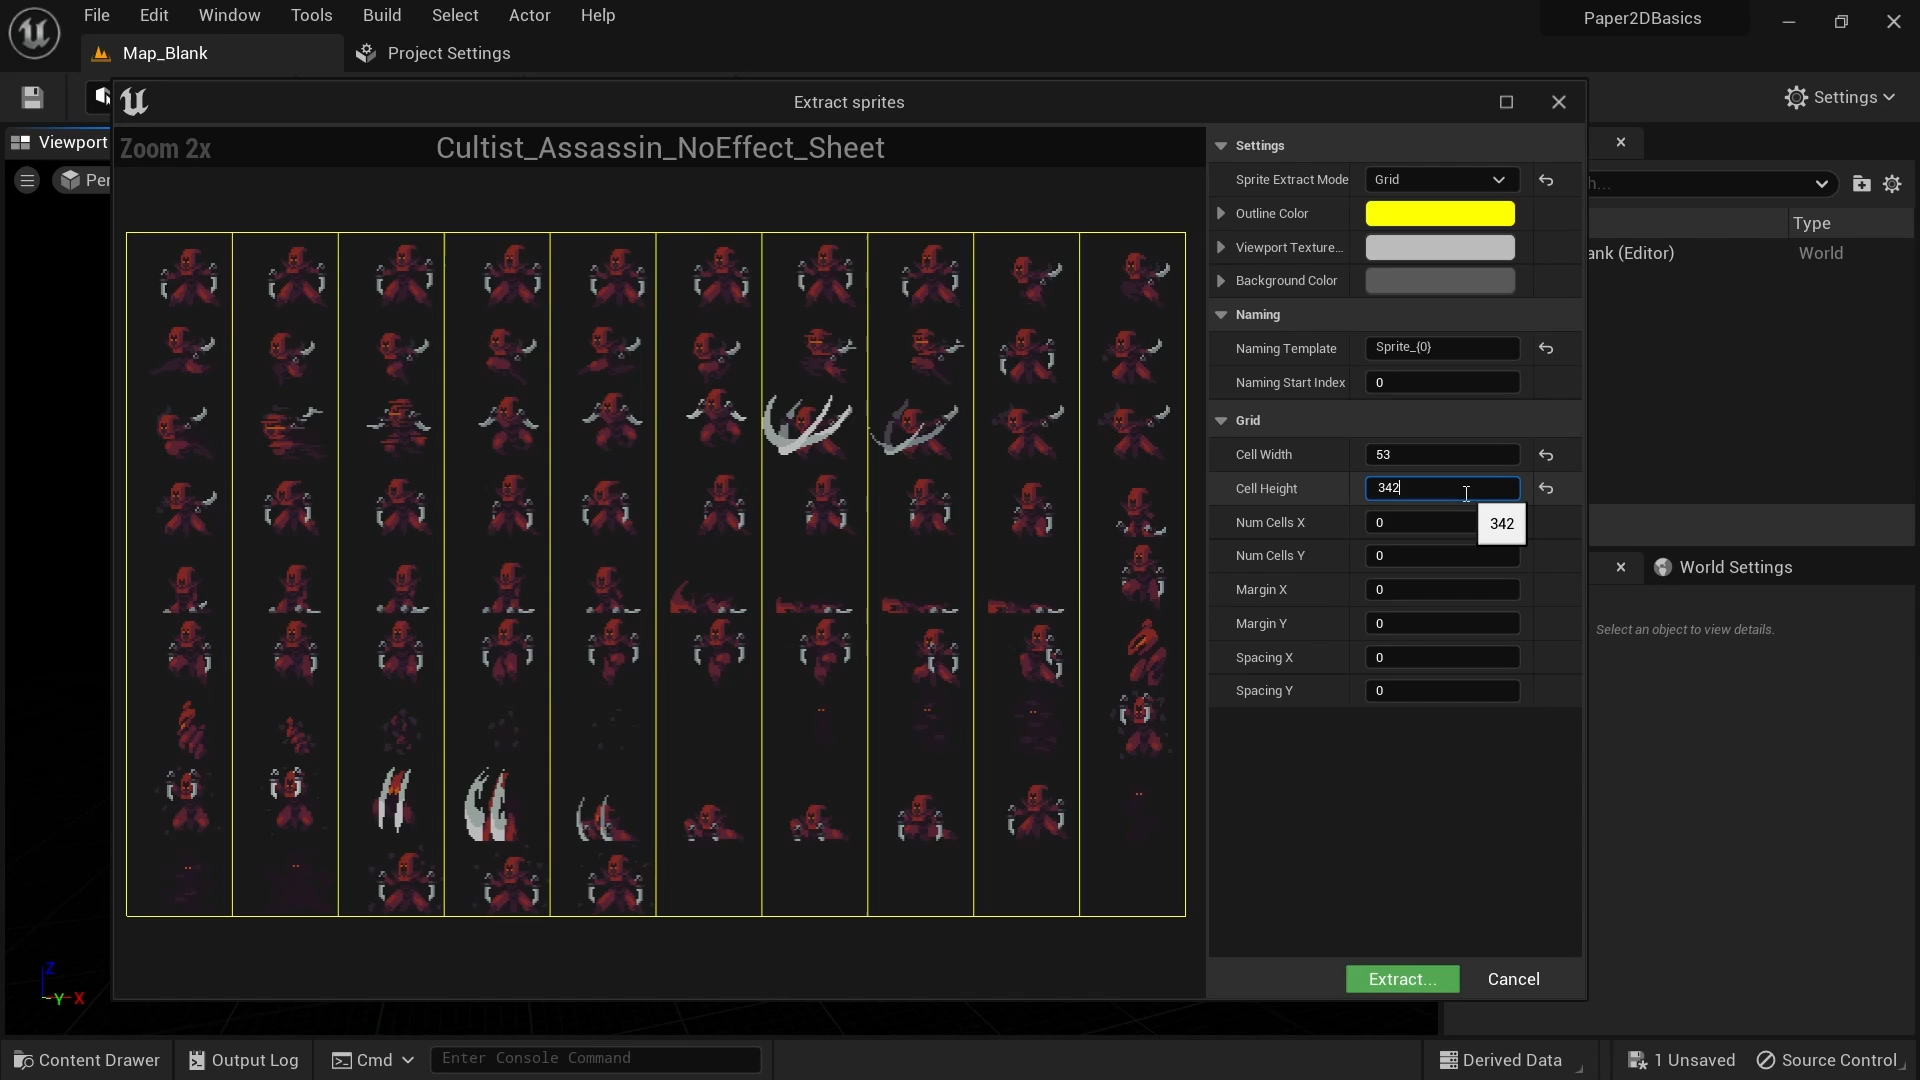 File Edit Window Tools Build Select Actor Help
Paper2DBasics
Map_Blank
Project Settings
Extract sprites
Settings
Viewport
Zoom 2x
Cultist_Assassin_NoEffect_Sheet
Settings
Per
Sprite Extract Mode Grid
h...
Outline Color
Type
Viewport Texture...
ank (Editor) World
Background Color
Naming
Naming Template Sprite_{0}
Naming Start Index 0
Grid
Cell Width 53
Cell Height 342
Num Cells X 0
342
Num Cells Y 0
World Settings
Margin X 0
Margin Y 0
Select an object to view details.
Spacing X 0
Spacing Y 0
Z
Y X
Extract... Cancel
Content Drawer Output Log Cmd Enter Console Command Derived Data 1 Unsaved Source Control